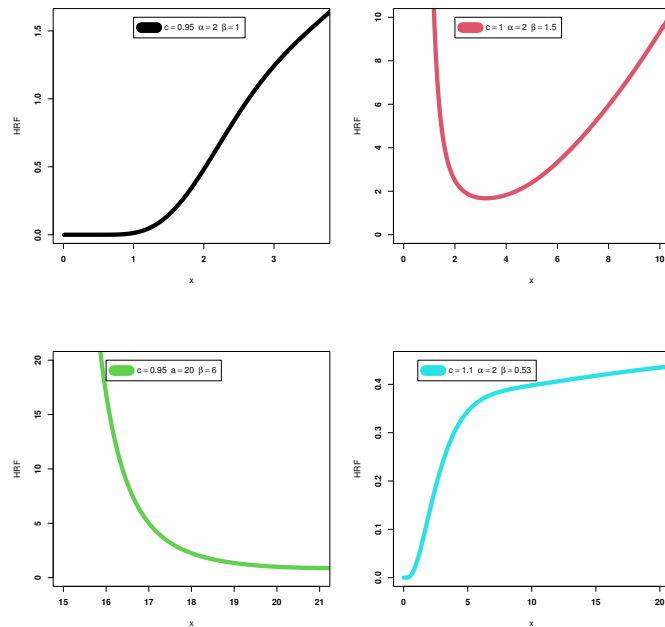 c = 0.95 α = 2 β = 1
HRF
0.0 0.5 1.0 1.5
0 1 2 3
x
c = 1 α = 2 β = 1.5
HRF
0 2 4 6 8 10
0 2 4 6 8 10
x
c = 0.95 a = 20 β = 6
HRF
0 5 10 15 20
15 16 17 18 19 20 21
x
c = 1.1 α = 2 β = 0.53
HRF
0.0 0.1 0.2 0.3 0.4
0 5 10 15 20
x